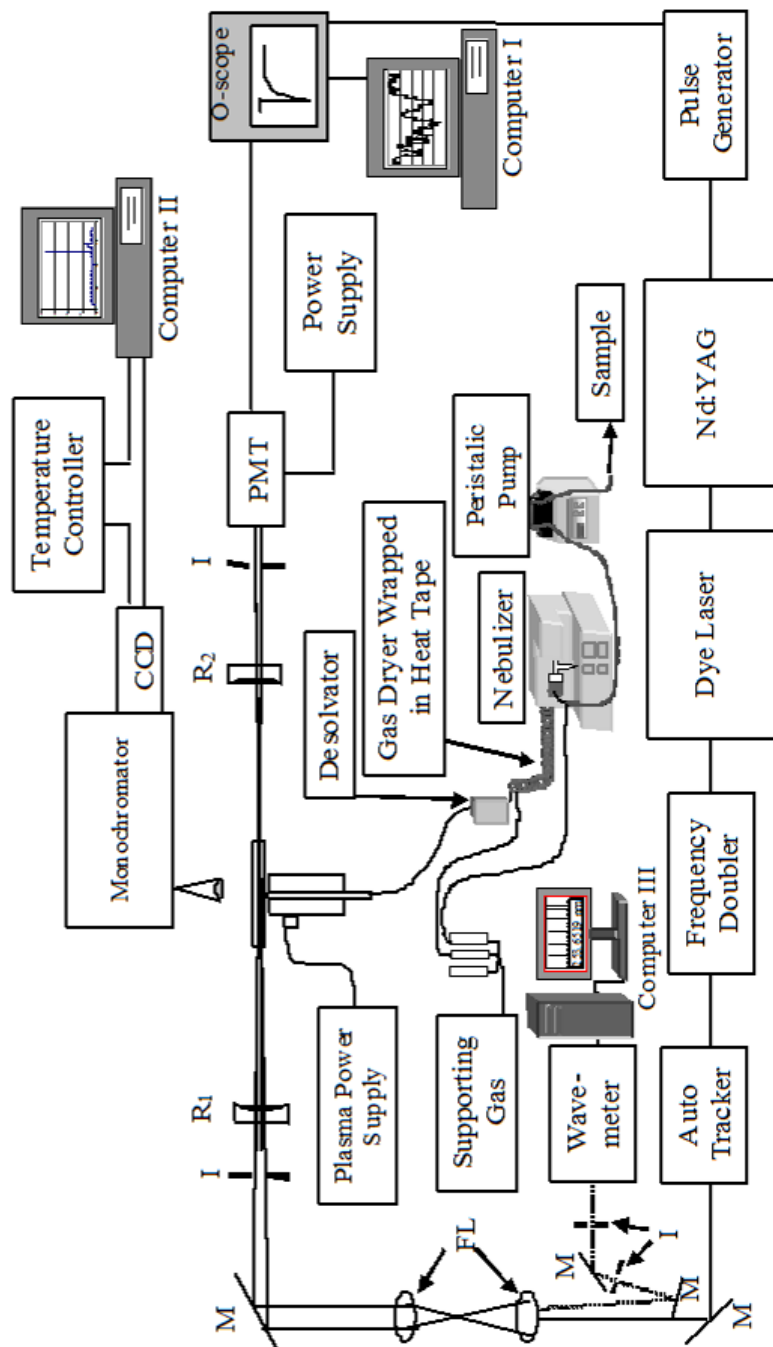 Temperature
Controller
Monochromator
CCD
Computer II
M
I
R1
R2
I
PMT
O-scope
Plasma Power
Supply
Desolvator
Power
Supply
Gas Dryer Wrapped
in Heat Tape
Computer I
FL
Supporting
Gas
Nebulizer
Peristalic
Pump
Sample
M
I
Wave-
meter
Computer III
M
M
Auto
Tracker
Frequency
Doubler
Dye Laser
Nd:YAG
Pulse
Generator